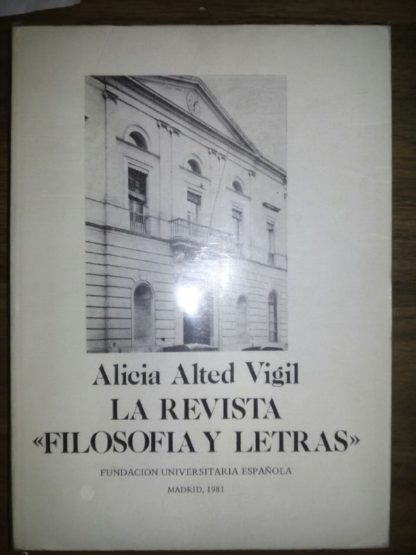 Alicia Alted Vigil
LA REVISTA
«FILOSOFIA Y LETRAS»
FUNDACION UNIVERSITARIA ESPAÑOLA
MADRID, 1981